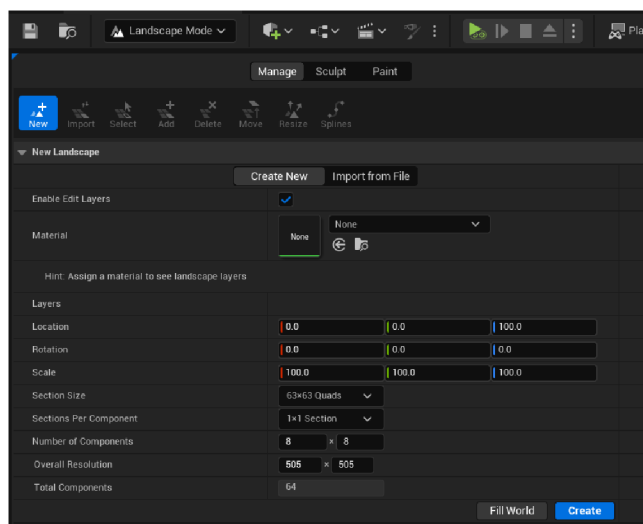 Landscape Mode Pla
Manage Sculpt Paint
New Import Select Add Delete Move Resize Splines
New Landscape
Create New Import from File
Enable Edit Layers
Material None None
Hint: Assign a material to see landscape layers
Layers
Location 0.0 0.0 100.0
Rotation 0.0 0.0 0.0
Scale 100.0 100.0 100.0
Section Size 63×63 Quads
Sections Per Component 1×1 Section
Number of Components 8 × 8
Overall Resolution 505 × 505
Total Components 64
Fill World Create